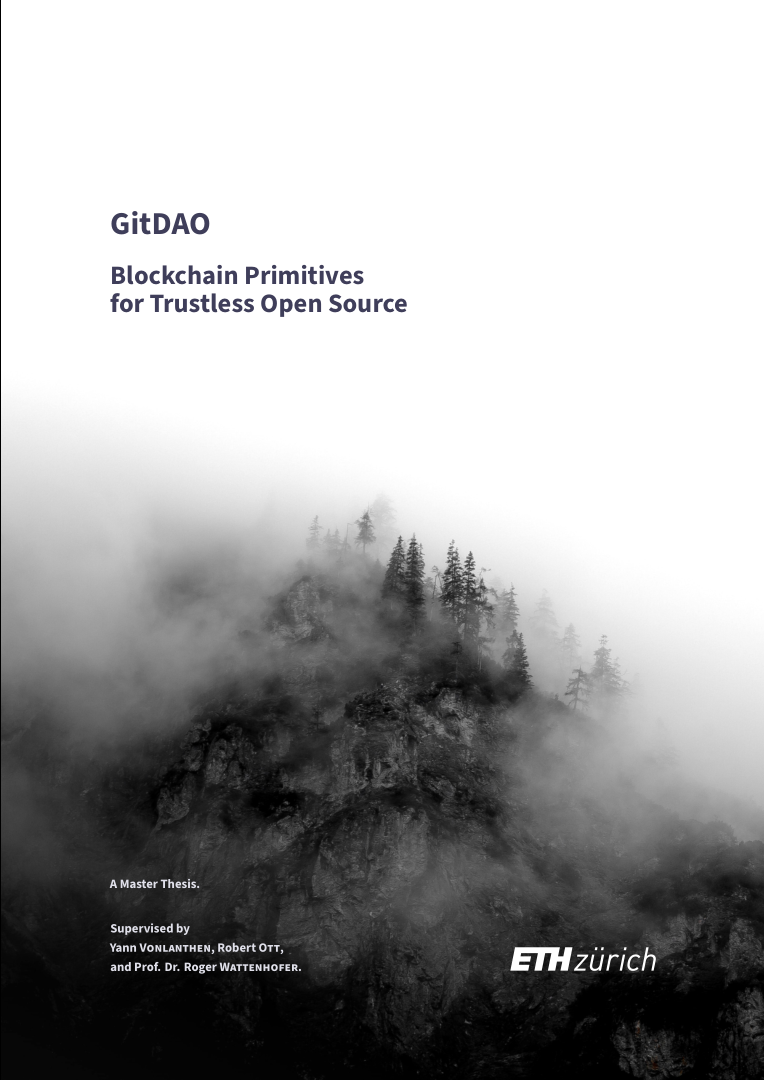 GitDAO
Blockchain Primitives
for Trustless Open Source
A Master Thesis.
Supervised by
Yann VONLANTHEN, Robert OTT,
and Prof. Dr. Roger WATTENHOFER.
ETH zürich